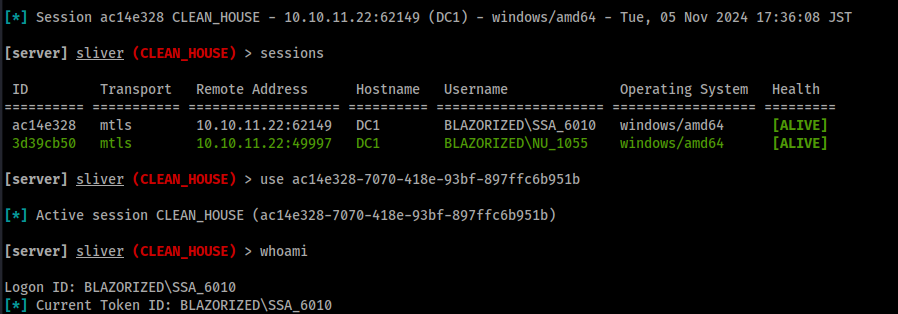 [*] Session ac14e328 CLEAN_HOUSE - 10.10.11.22:62149 (DC1) - windows/amd64 - Tue, 05 Nov 2024 17:36:08 JST
[server] sliver (CLEAN_HOUSE) > sessions
ID Transport Remote Address Hostname Username Operating System Health
========== =========== =================== ========== ===================== ================== =========
ac14e328 mtls 10.10.11.22:62149 DC1 BLAZORIZED\SSA_6010 windows/amd64 [ALIVE]
3d39cb50 mtls 10.10.11.22:49997 DC1 BLAZORIZED\NU_1055 windows/amd64 [ALIVE]
[server] sliver (CLEAN_HOUSE) > use ac14e328-7070-418e-93bf-897ffc6b951b
[*] Active session CLEAN_HOUSE (ac14e328-7070-418e-93bf-897ffc6b951b)
[server] sliver (CLEAN_HOUSE) > whoami
Logon ID: BLAZORIZED\SSA_6010
[*] Current Token ID: BLAZORIZED\SSA_6010